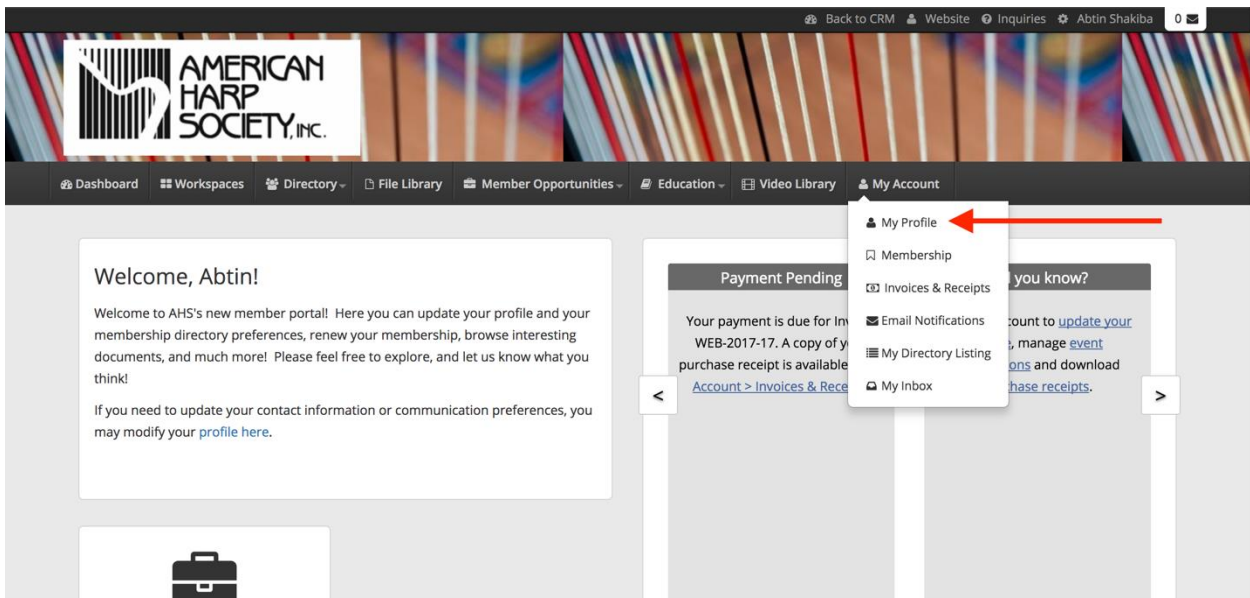 Back to CRM Website Inquiries Abtin Shakiba 0
AMERICAN
HARP
SOCIETY, INC.
Dashboard Workspaces Directory File Library Member Opportunities Education Video Library My Account
My Profile
Membership
Invoices & Receipts
Email Notifications
My Directory Listing
My Inbox
Welcome, Abtin!
Welcome to AHS's new member portal! Here you can update your profile and your
membership directory preferences, renew your membership, browse interesting
documents, and much more! Please feel free to explore, and let us know what you
think!
If you need to update your contact information or communication preferences, you
may modify your profile here.
Payment Pending
Your payment is due for In
WEB-2017-17. A copy of y
purchase receipt is available
Account > Invoices & Rece
<
you know?
count to update your
, manage event
ons and download
hase receipts.
>